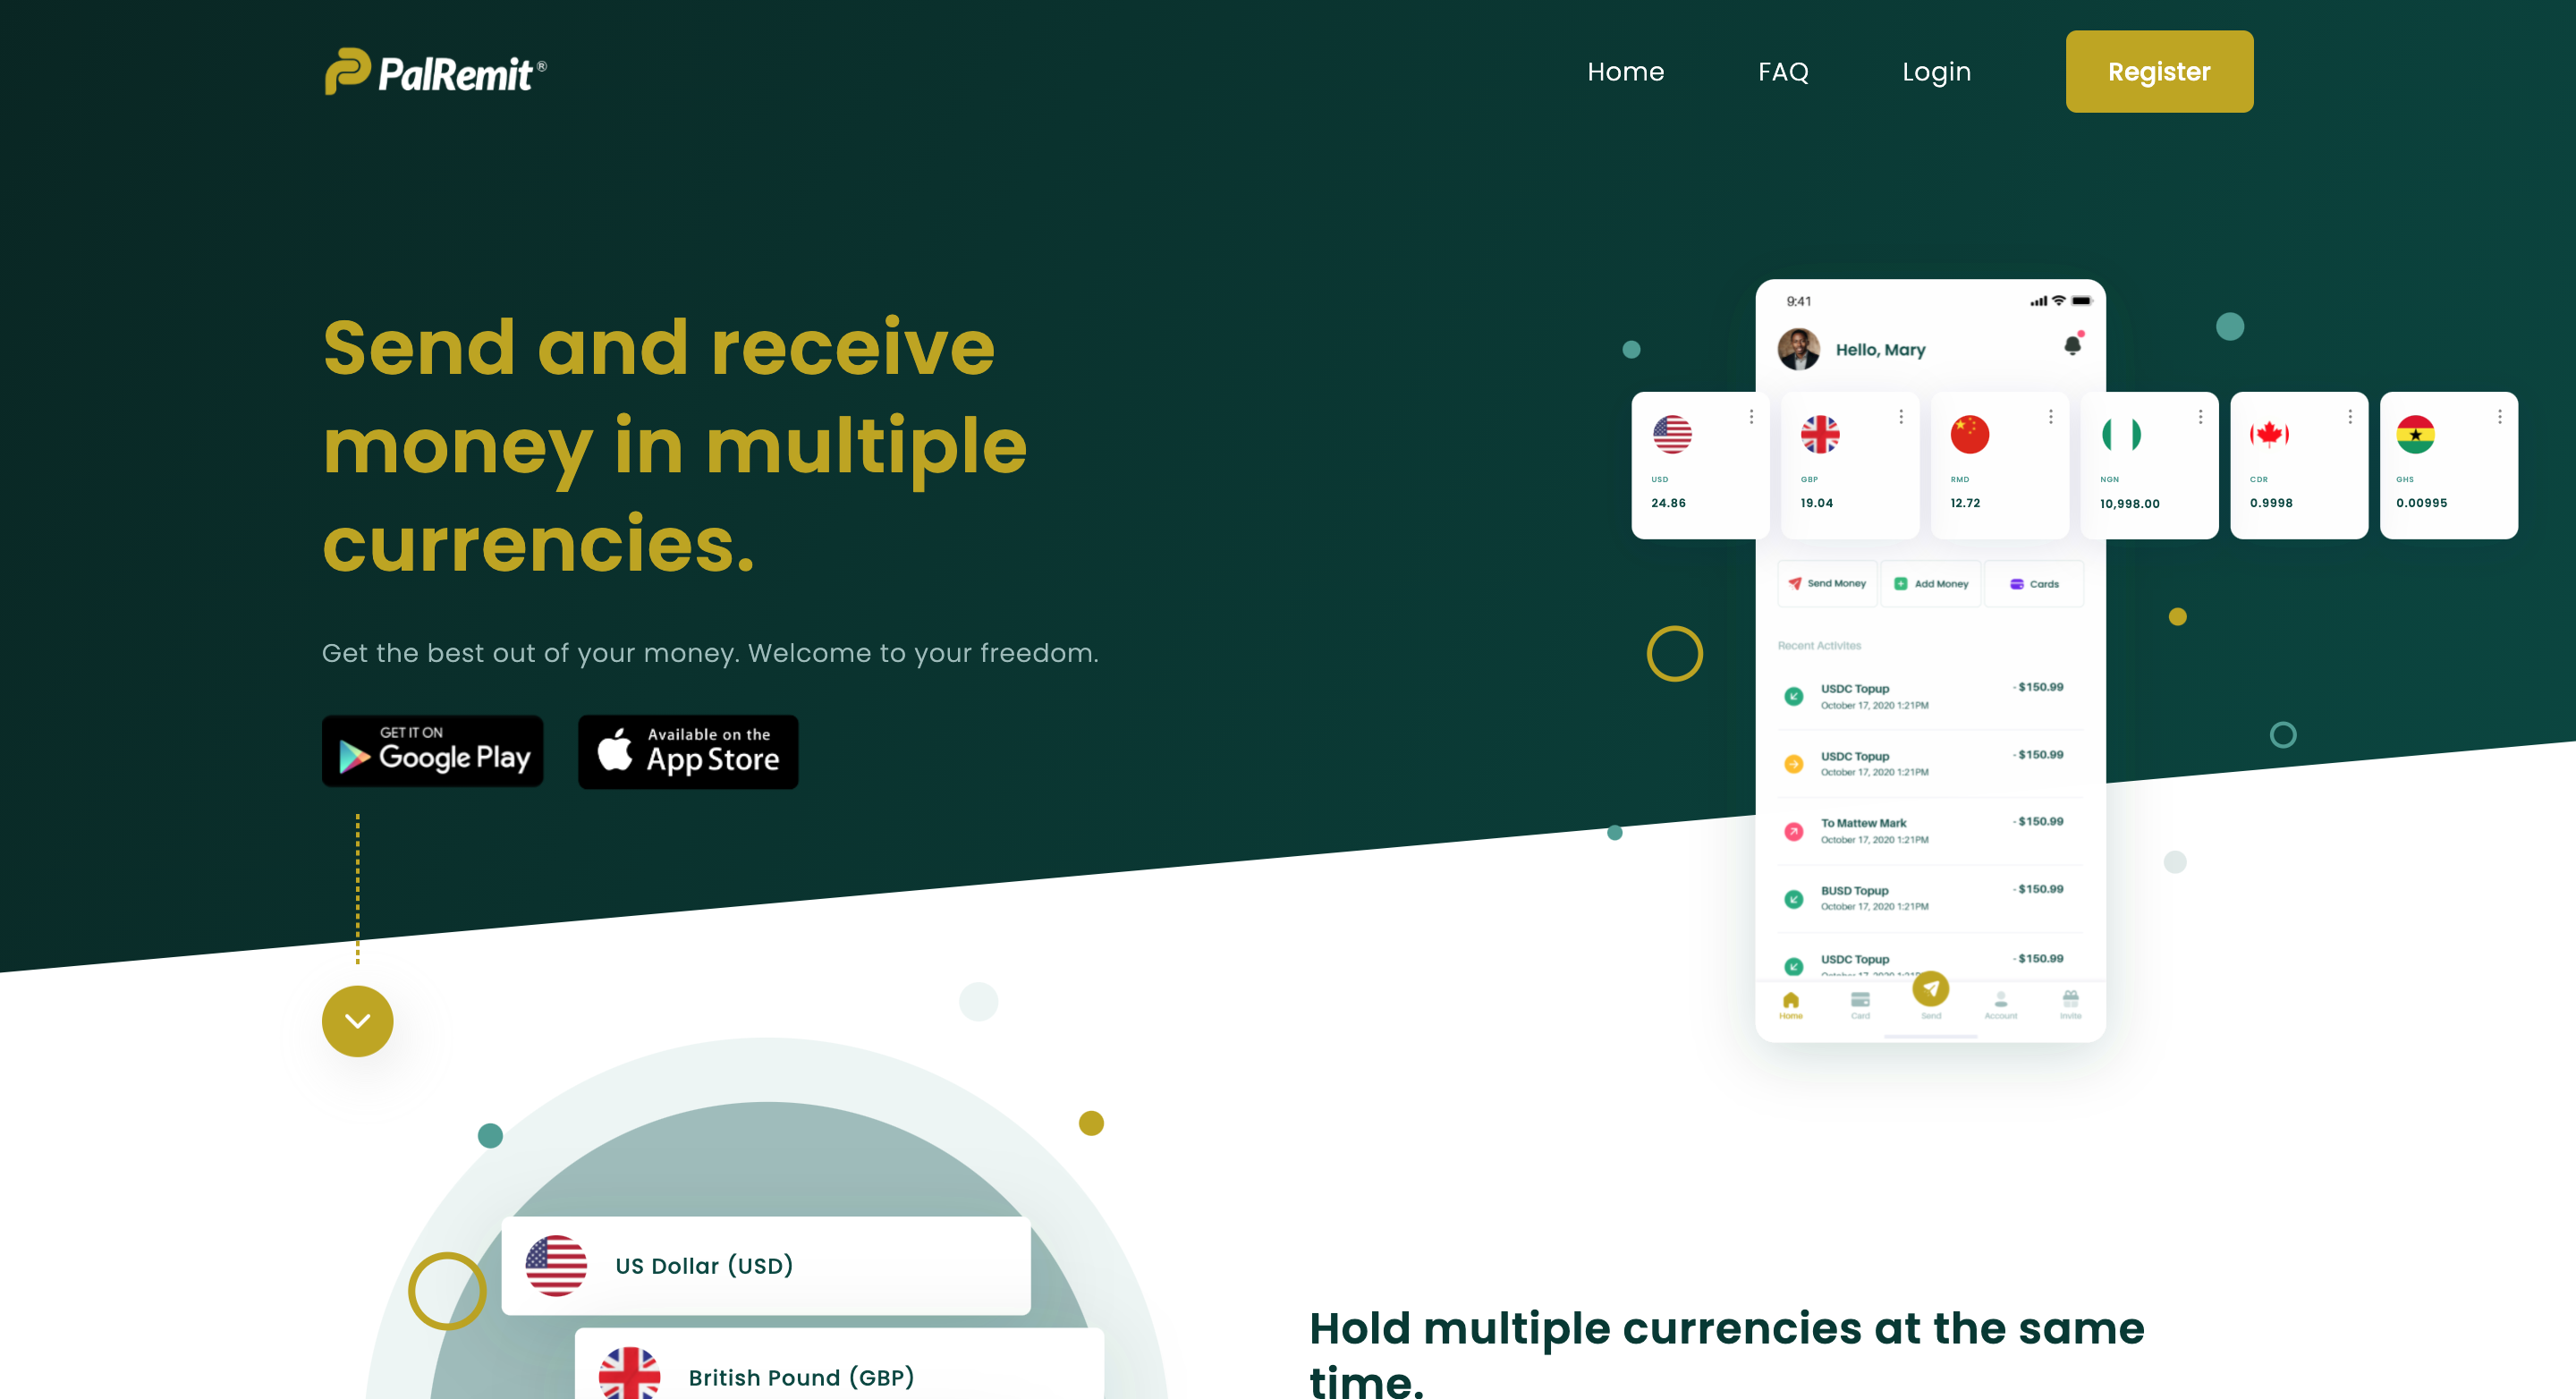 PalRemit®
Home
FAQ
Login
Register
Send and receive
money in multiple
currencies.
Get the best out of your money. Welcome to your freedom.
GET IT ON
Google Play
Available on the
App Store
9:41
Hello, Mary
USD
24.86
GBP
19.04
RMD
12.72
NGN
10,998.00
CDR
0.9998
GHS
0.00995
Send Money
Add Money
Cards
Recent Activites
USDC Topup
- $150.99
October 17, 2020 1:21PM
USDC Topup
- $150.99
October 17, 2020 1:21PM
To Mattew Mark
- $150.99
October 17, 2020 1:21PM
BUSD Topup
- $150.99
October 17, 2020 1:21PM
USDC Topup
- $150.99
Home
Card
Send
Account
Invite
US Dollar (USD)
British Pound (GBP)
Hold multiple currencies at the same
time.